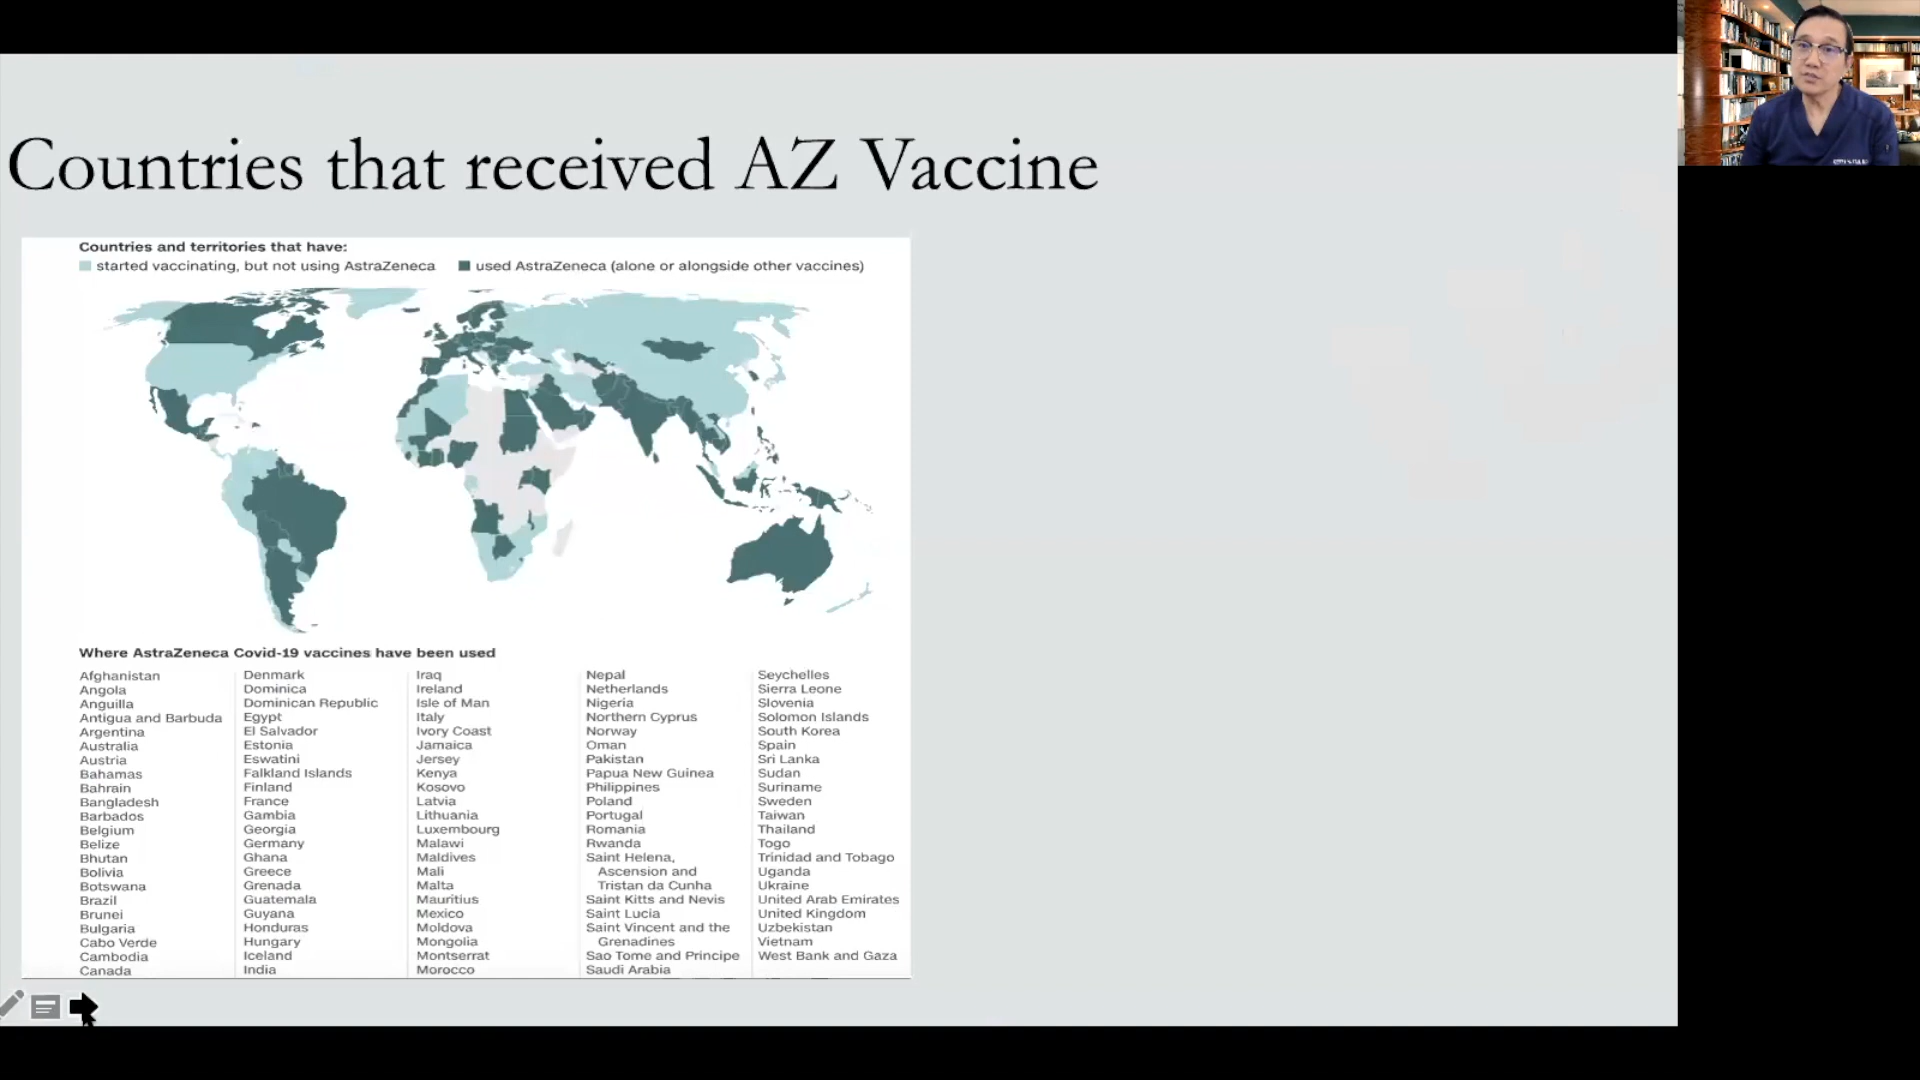 Countries that received AZ Vaccine
Countries and territories that have:
started vaccinating, but not using AstraZeneca
used AstraZeneca (alone or alongside other vaccines)
Where AstraZeneca Covid-19 vaccines have been used
Afghanistan
Angola
Anguilla
Antigua and Barbuda
Argentina
Australia
Austria
Bahamas
Bahrain
Bangladesh
Barbados
Belgium
Belize
Bhutan
Bolivia
Botswana
Brazil
Brunei
Bulgaria
Cabo Verde
Cambodia
Canada
Denmark
Dominica
Dominican Republic
Egypt
El Salvador
Estonia
Eswatini
Falkland Islands
Finland
France
Gambia
Georgia
Germany
Ghana
Greece
Grenada
Guatemala
Guyana
Honduras
Hungary
Iceland
India
Iraq
Ireland
Isle of Man
Italy
Ivory Coast
Jamaica
Jersey
Kenya
Kosovo
Latvia
Lithuania
Luxembourg
Malawi
Maldives
Mali
Malta
Mauritius
Mexico
Moldova
Mongolia
Montserrat
Morocco
Nepal
Netherlands
Nigeria
Northern Cyprus
Norway
Oman
Pakistan
Papua New Guinea
Philippines
Poland
Portugal
Romania
Rwanda
Saint Helena,
Ascension and
Tristan da Cunha
Saint Kitts and Nevis
Saint Lucia
Saint Vincent and the
Grenadines
Sao Tome and Principe
Saudi Arabia
Seychelles
Sierra Leone
Slovenia
Solomon Islands
South Korea
Spain
Sri Lanka
Sudan
Suriname
Sweden
Taiwan
Thailand
Togo
Trinidad and Tobago
Uganda
Ukraine
United Arab Emirates
United Kingdom
Uzbekistan
Vietnam
West Bank and Gaza